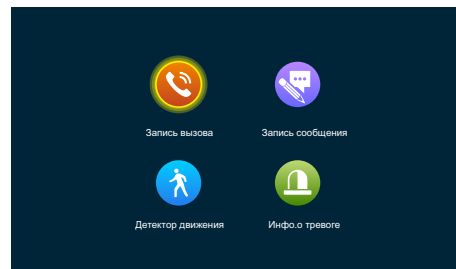 Запись вызова
Запись сообщения
Детектор движения
Инфо.о тревоге